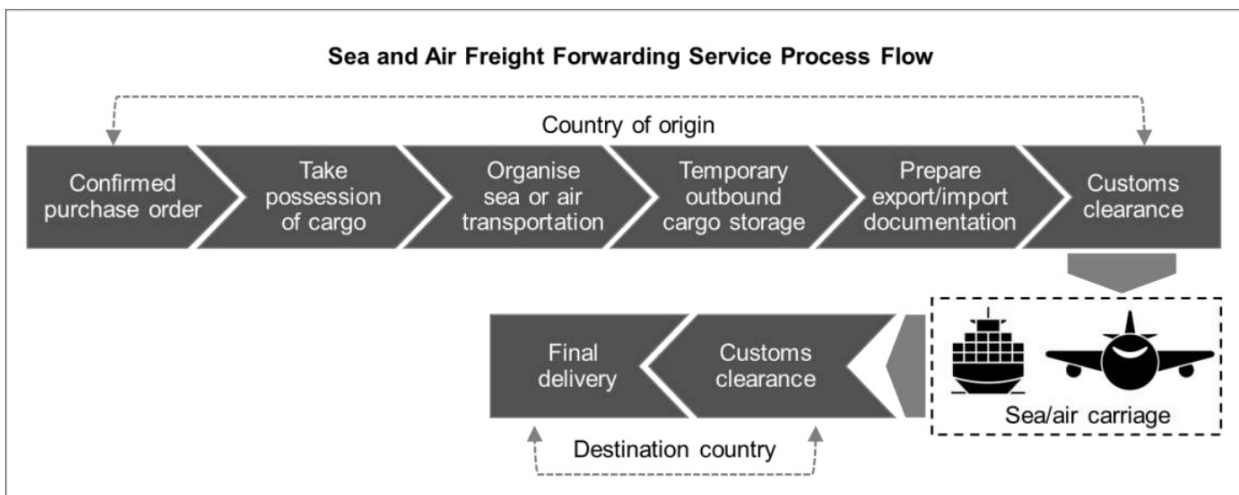 Sea and Air Freight Forwarding Service Process Flow
Country of origin
Confirmed
purchase order
Take
possession
of cargo
Organise
sea or air
transportation
Temporary
outbound
cargo storage
Prepare
export/import
documentation
Customs
clearance
Sea/air carriage
Customs
clearance
Final
delivery
Destination country